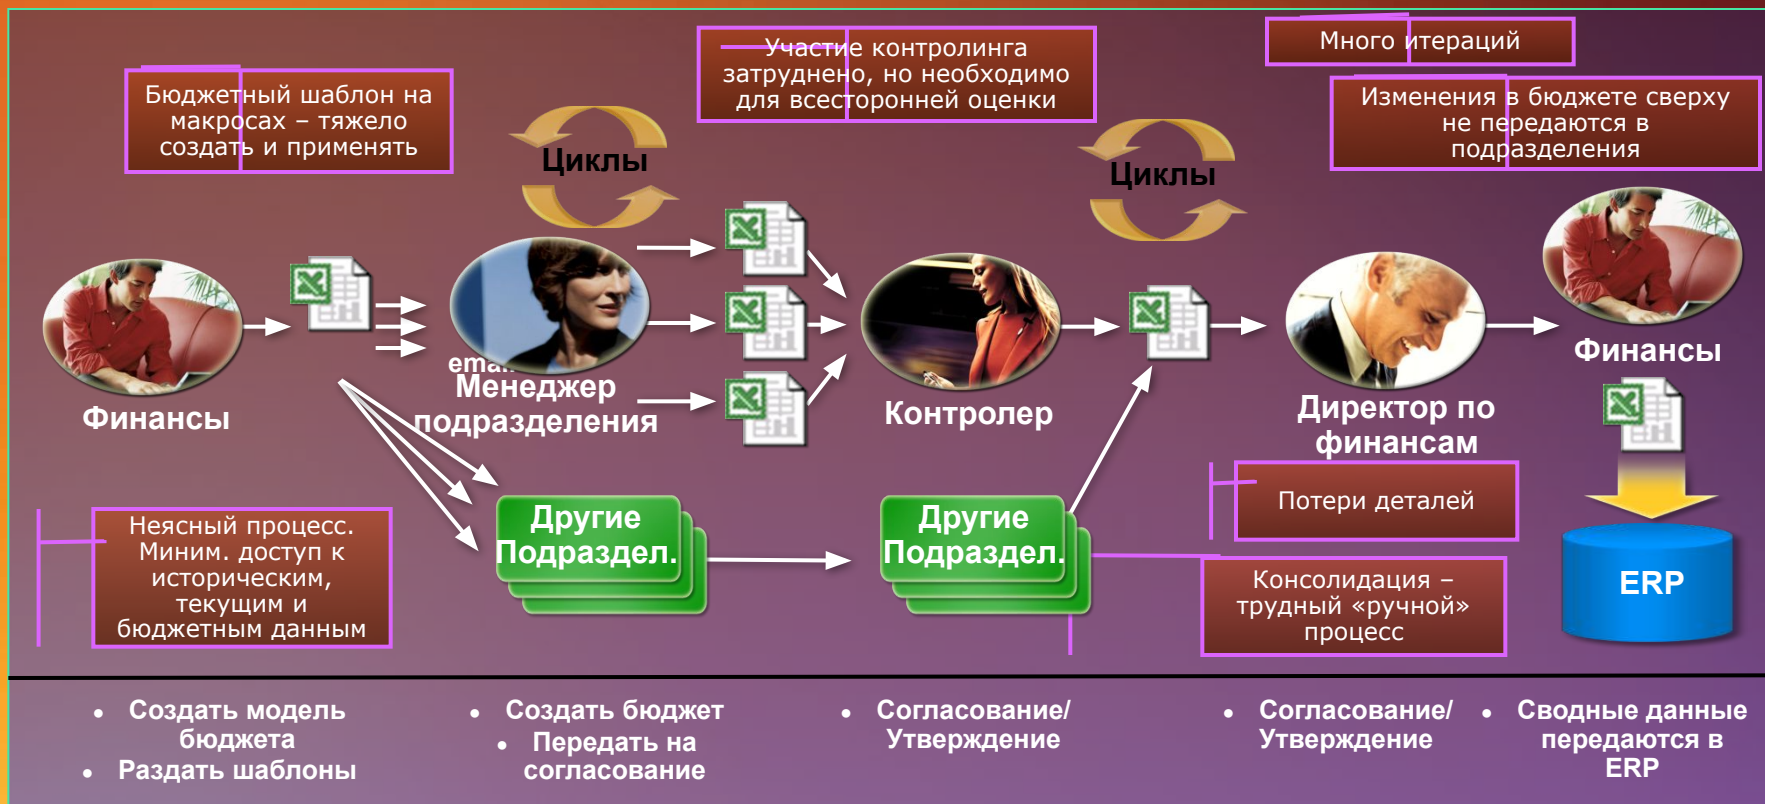 Много итераций
Участие контролинга
затруднено, но необходимо
для всесторонней оценки
Бюджетный шаблон на
макросах – тяжело
создать и применять
Изменения в бюджете сверху
не передаются в
подразделения
Циклы
Циклы
Финансы
Менеджер
подразделения
Контролер
Директор по
финансам
Финансы
Неясный процесс.
Миним. доступ к
историческим,
текущим и
бюджетным данным
Другие
Подраздел.
Другие
Подраздел.
Потери деталей
Консолидация –
трудный «ручной»
процесс
ERP
• Создать модель
бюджета
• Раздать шаблоны
• Создать бюджет
• Передать на
согласование
• Согласование/
Утверждение
• Согласование/
Утверждение
• Сводные данные
передаются в
ERP